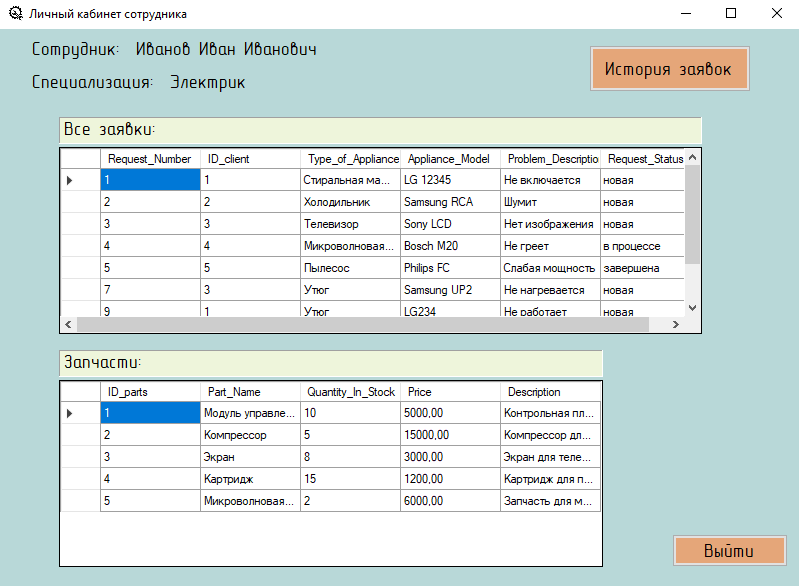 Личный кабинет сотрудника
Сотрудник: Иванов Иван Иванович
История заявок
Специализация: Электрик
Все заявки:
Request_Number ID_client Type_of_Appliance Appliance_Model Problem_Descriptio Request_Status
1 1 Стиральная ма... LG 12345 Не включается новая
2 2 Холодильник Samsung RCA Шумит новая
3 3 Телевизор Sony LCD Нет изображения новая
4 4 Микроволновая... Bosch M20 Не греет в процессе
5 5 Пылесос Philips FC Слабая мощность завершена
7 3 Утюг Samsung UP2 Не нагревается новая
9 1 Утюг LG234 Не работает новая
Запчасти:
ID_parts Part_Name Quantity_In_Stock Price Description
1 Модуль управле... 10 5000,00 Контрольная пл...
2 Компрессор 5 15000,00 Компрессор дл...
3 Экран 8 3000,00 Экран для теле...
4 Картридж 15 1200,00 Картридж для п...
5 Микроволновая... 2 6000,00 Запчасть для м...
Выйти